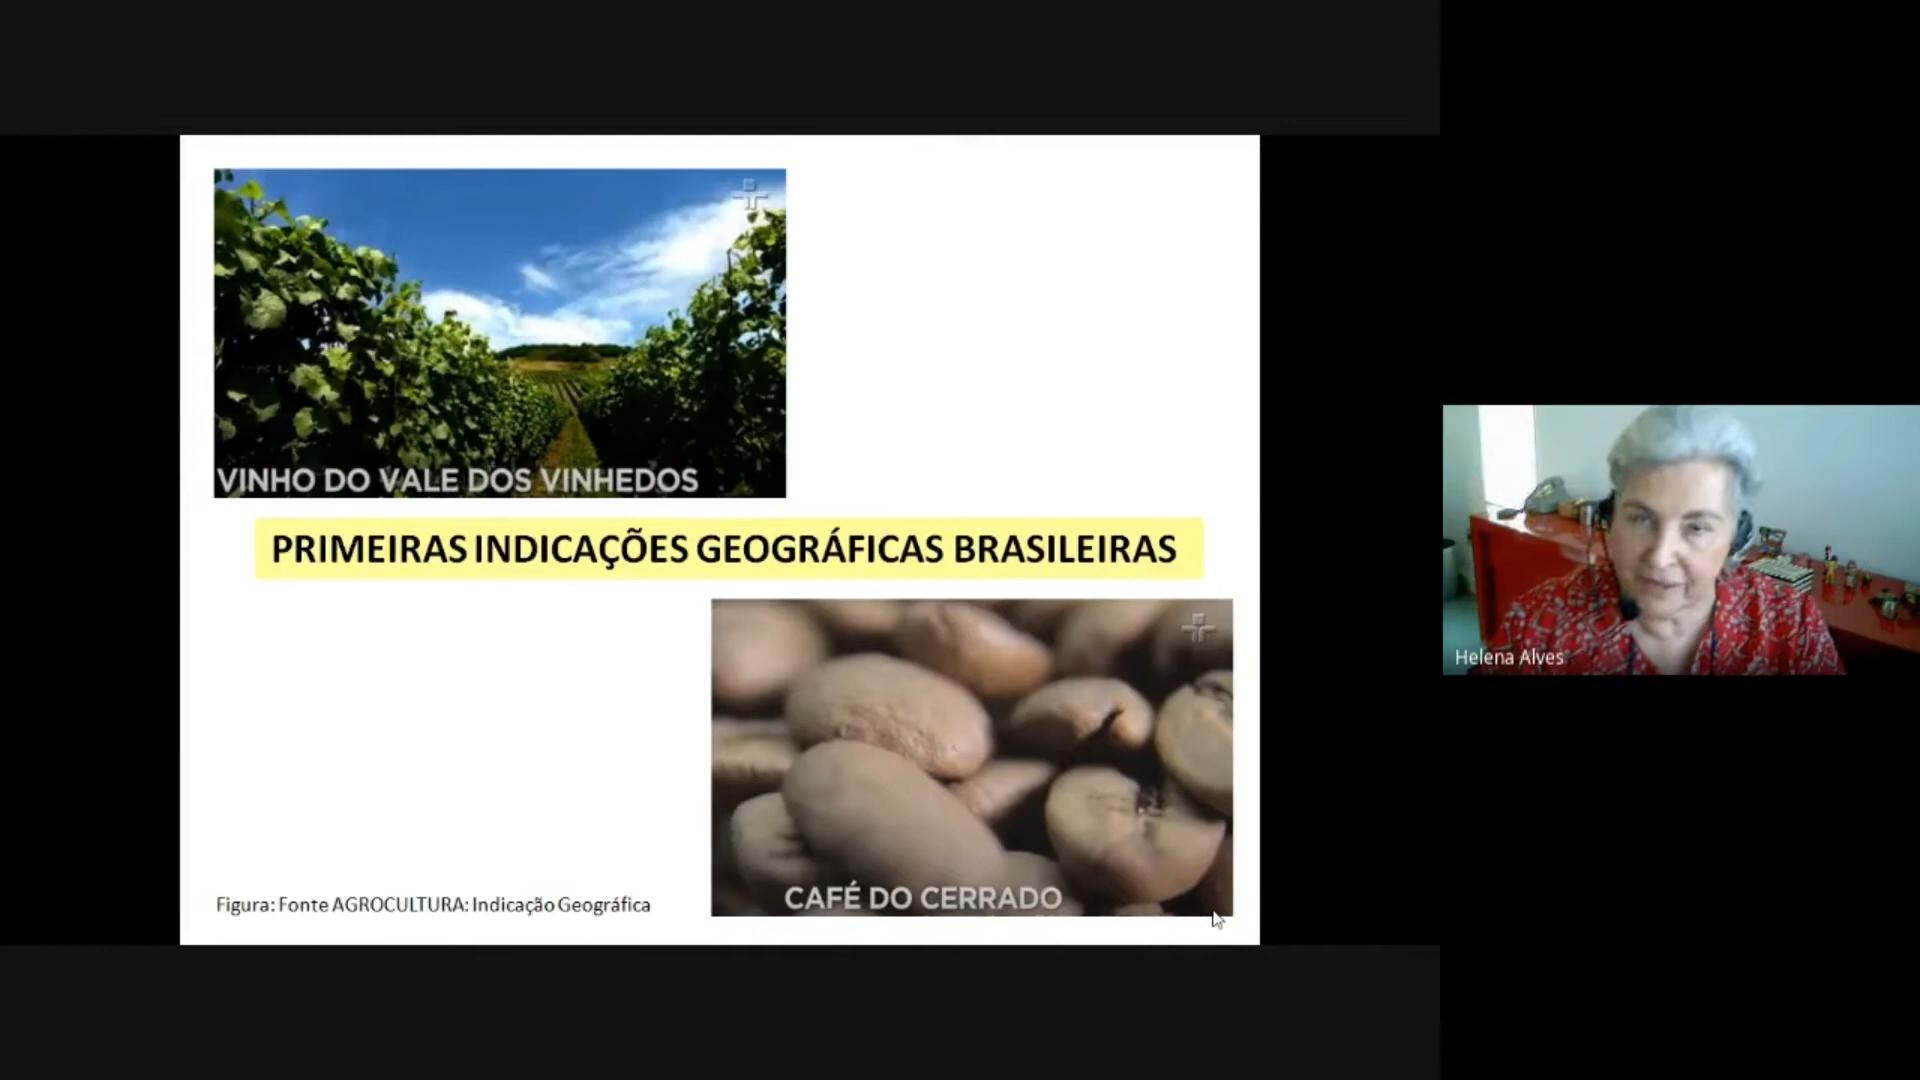 VINHO DO VALE DOS VINHEDOS
PRIMEIRAS INDICAÇÕES GEOGRÁFICAS BRASILEIRAS
CAFÉ DO CERRADO
Figura: Fonte AGROCULTURA: Indicação Geográfica
Helena Alves